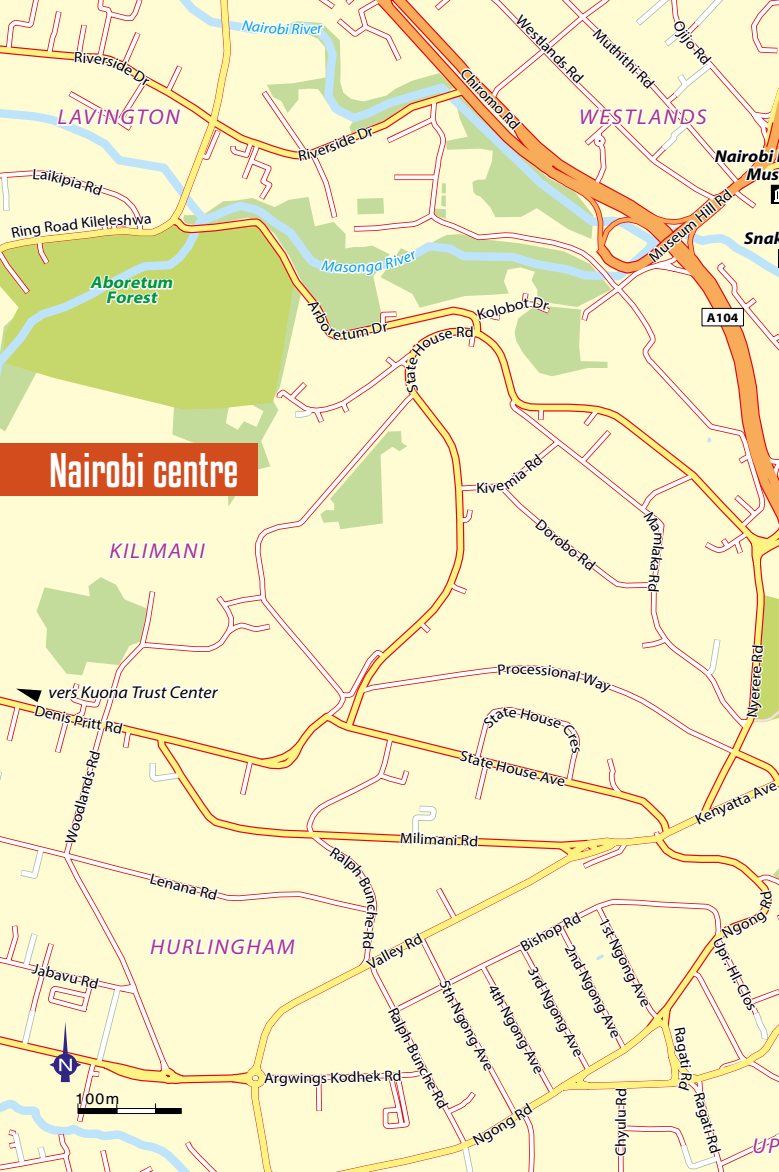 Nairobi River
Westlands Rd
Muthithi Rd
Ojijo Rd
Riverside Dr
Chiromo Rd
LAVINGTON
WESTLANDS
Riverside Dr
Nairobi
Mus
Laikipia Rd
Museum Hill Rd
Ring Road Kileleshwa
Snak
Masonga River
Aboretum
Forest
Arboretum Dr
Kolobot Dr
A104
State House Rd
Nairobi centre
Kivemia Rd
Dorobo Rd
Mamlaka Rd
KILIMANI
Processional Way
Nyerere Rd
vers Kuona Trust Center
Denis Pritt Rd
State House Cres
State House Ave
Woodlands Rd
Kenyatta Ave
Milimani Rd
Ralph Bunche Rd
Lenana Rd
Ngong Rd
HURLINGHAM
Valley Rd
Bishop Rd
1st Ngong Ave
2nd Ngong Ave
3rd Ngong Ave
4th Ngong Ave
5th Ngong Ave
Upr. Hl. Clos
Jabavu Rd
Ralph Bunche Rd
N
Argwings Kodhek Rd
Ragati Rd
100m
Ngong Rd
Chyulu Rd
Ragati Rd
UP